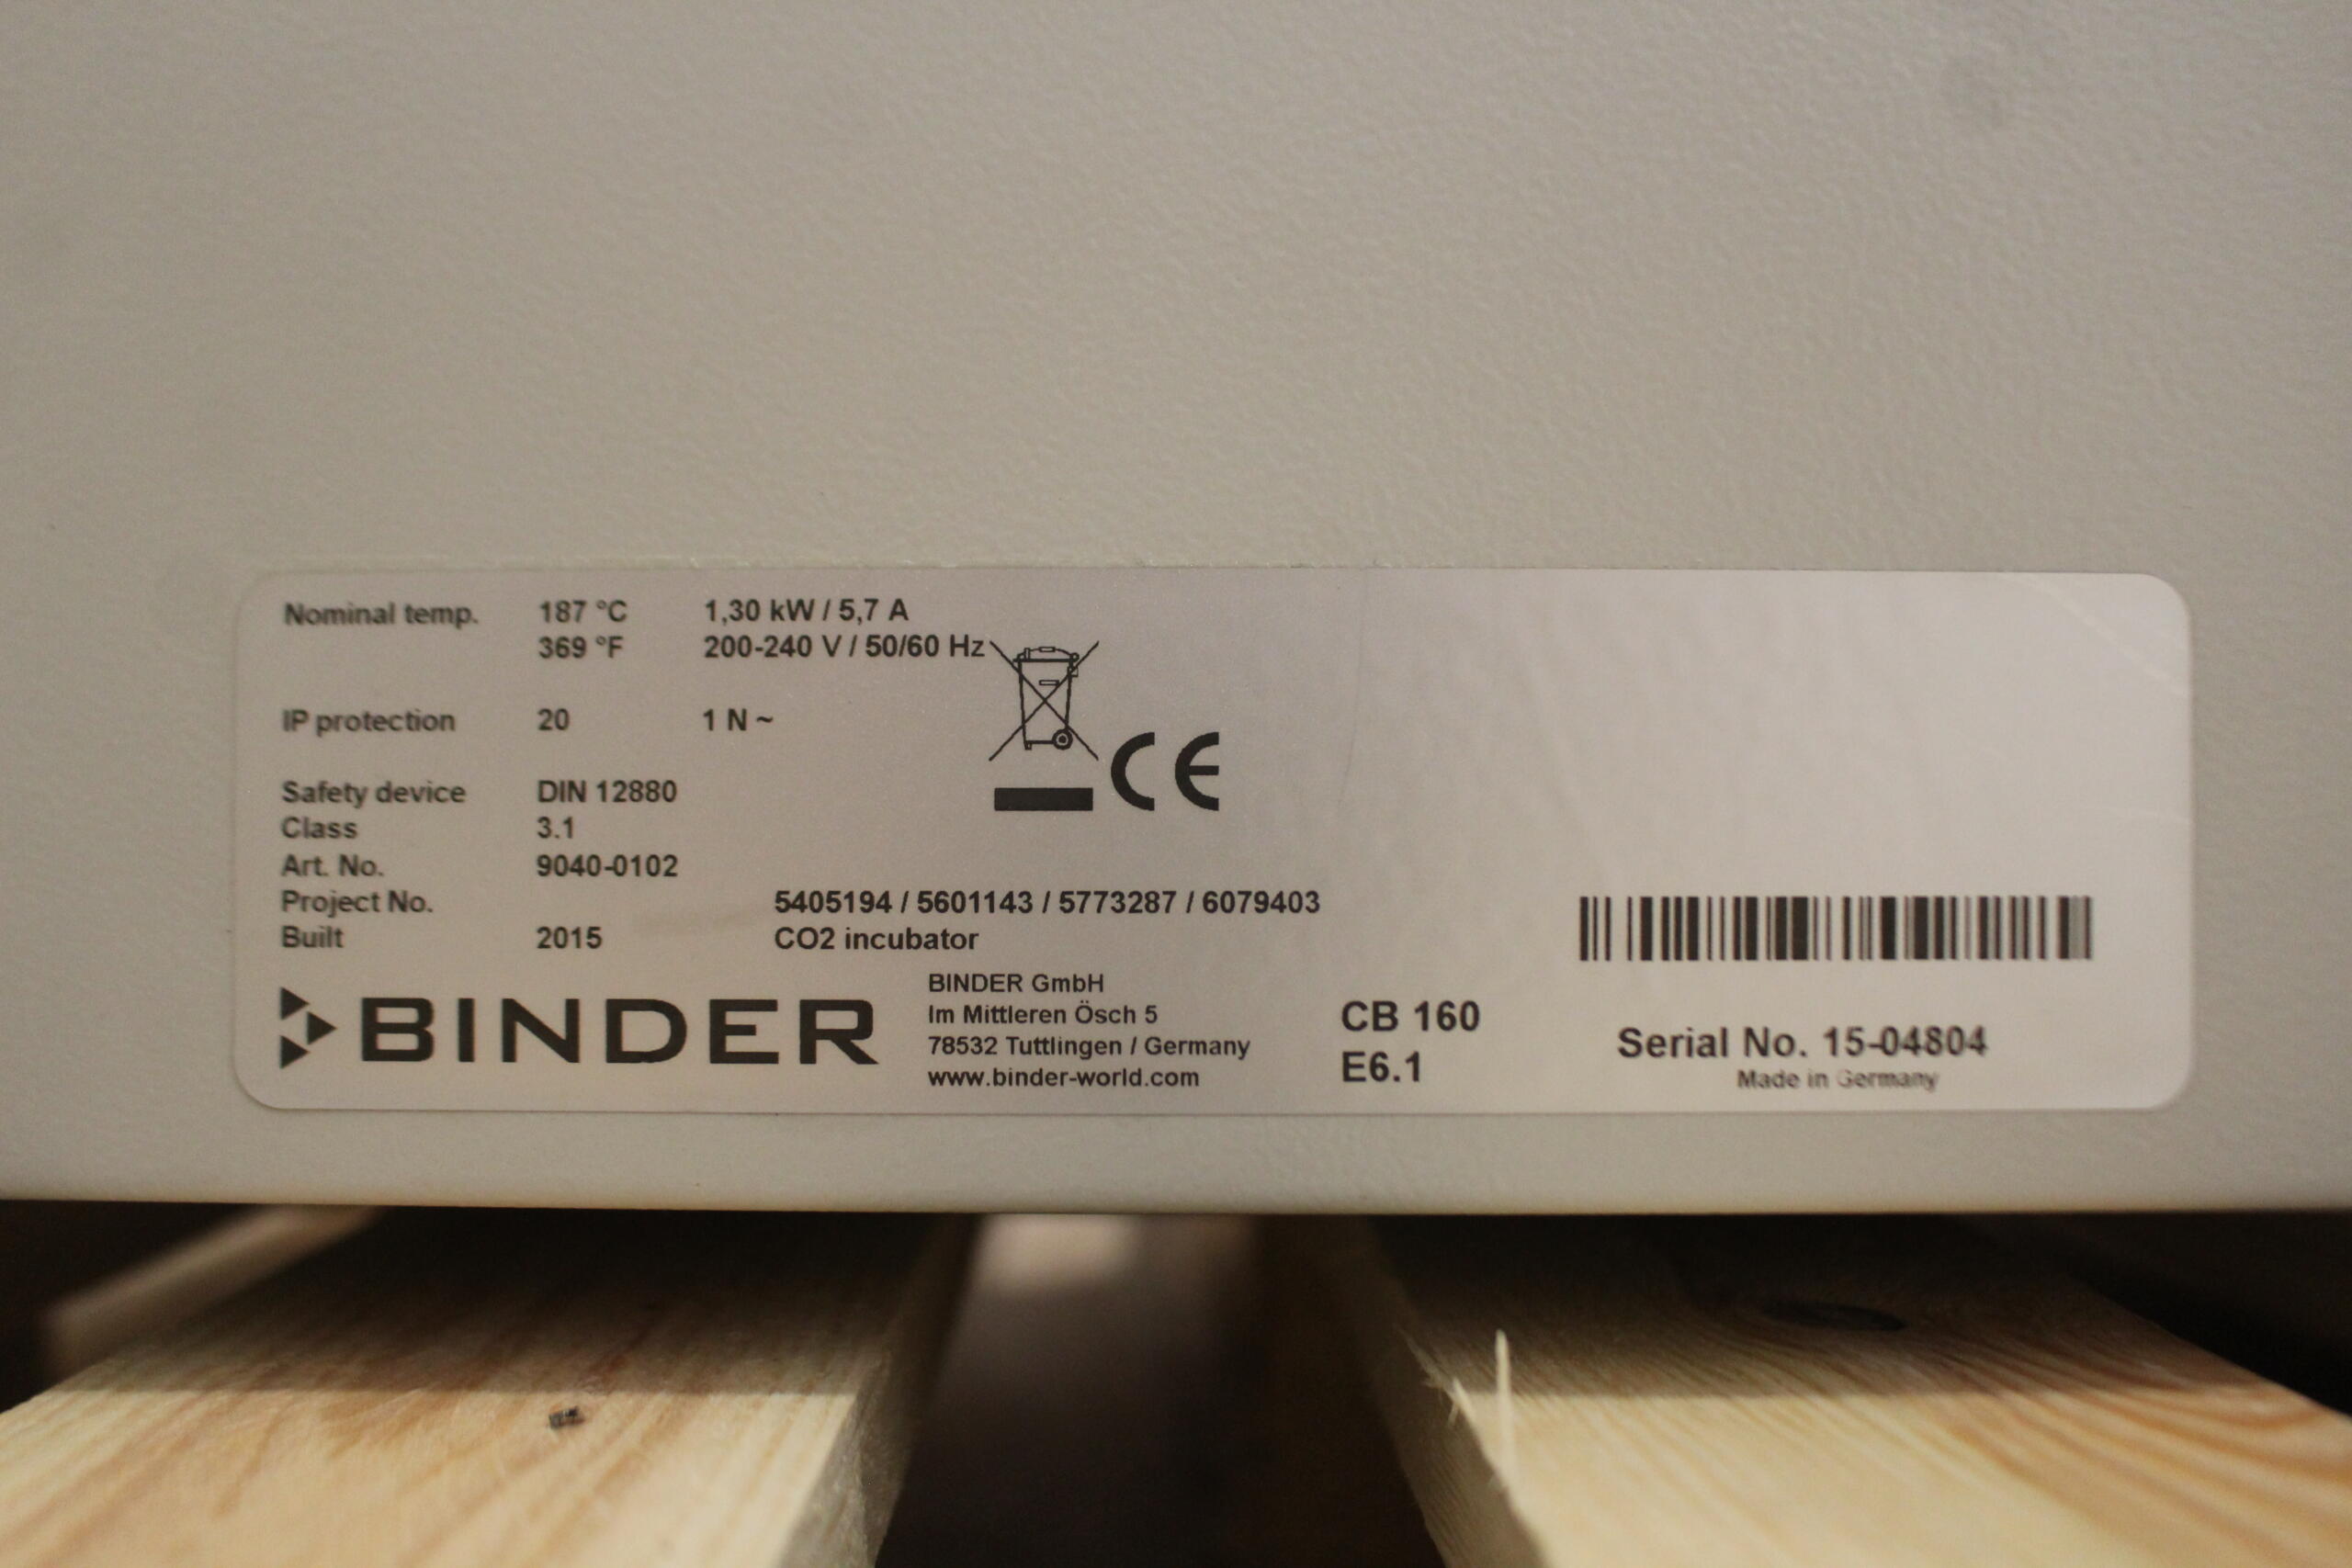 Nominal temp. 187 °C 1,30 kW / 5,7 A
369 °F 200-240 V / 50/60 Hz
IP protection 20 1 N ~
CE
Safety device DIN 12880
Class 3.1
Art. No. 9040-0102
Project No. 5405194 / 5601143 / 5773287 / 6079403
Built 2015 CO2 incubator
BINDER
BINDER GmbH
Im Mittleren Ösch 5
78532 Tuttlingen / Germany
www.binder-world.com
CB 160
E6.1
Serial No. 15-04804
Made in Germany